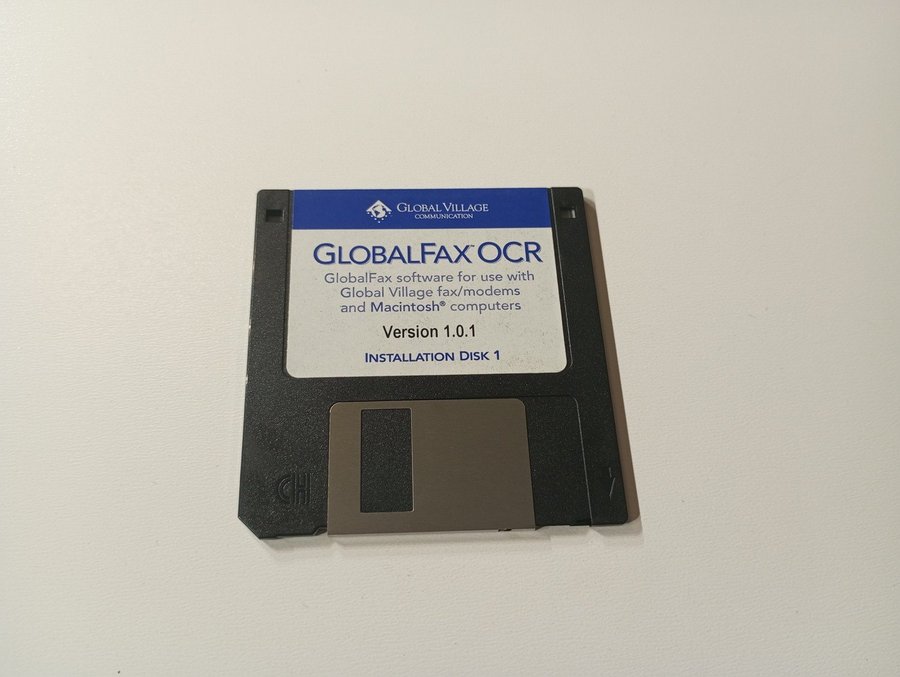 GLOBAL VILLAGE
COMMUNICATION
GLOBALFAX™ OCR
GlobalFax software for use with
Global Village fax/modems
and Macintosh® computers
Version 1.0.1
INSTALLATION DISK 1